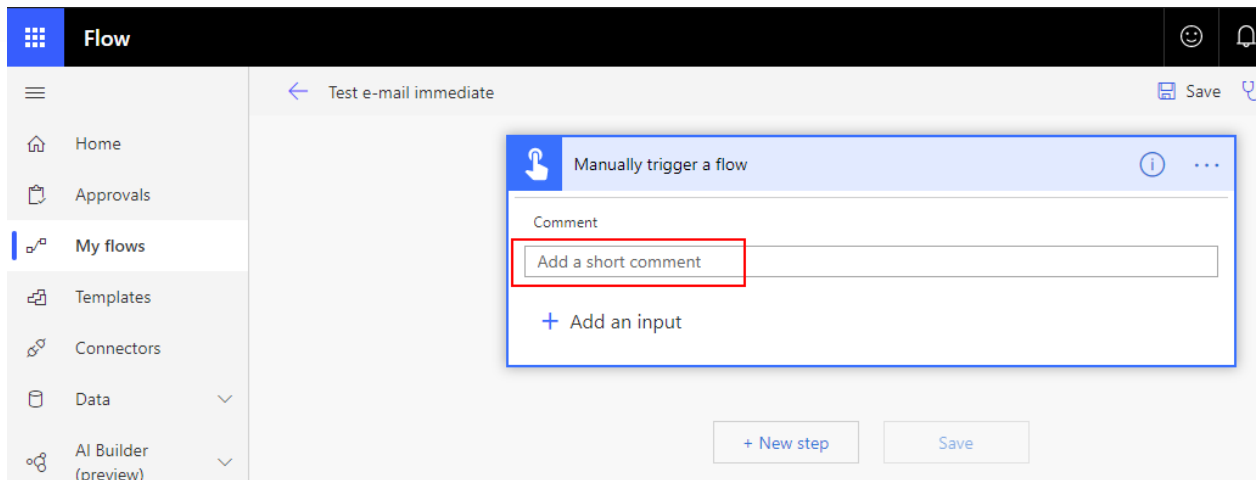 Flow
Test e-mail immediate
Save
Home
Approvals
My flows
Templates
Connectors
Data
AI Builder
(preview)
Manually trigger a flow
Comment
Add a short comment
+ Add an input
+ New step
Save